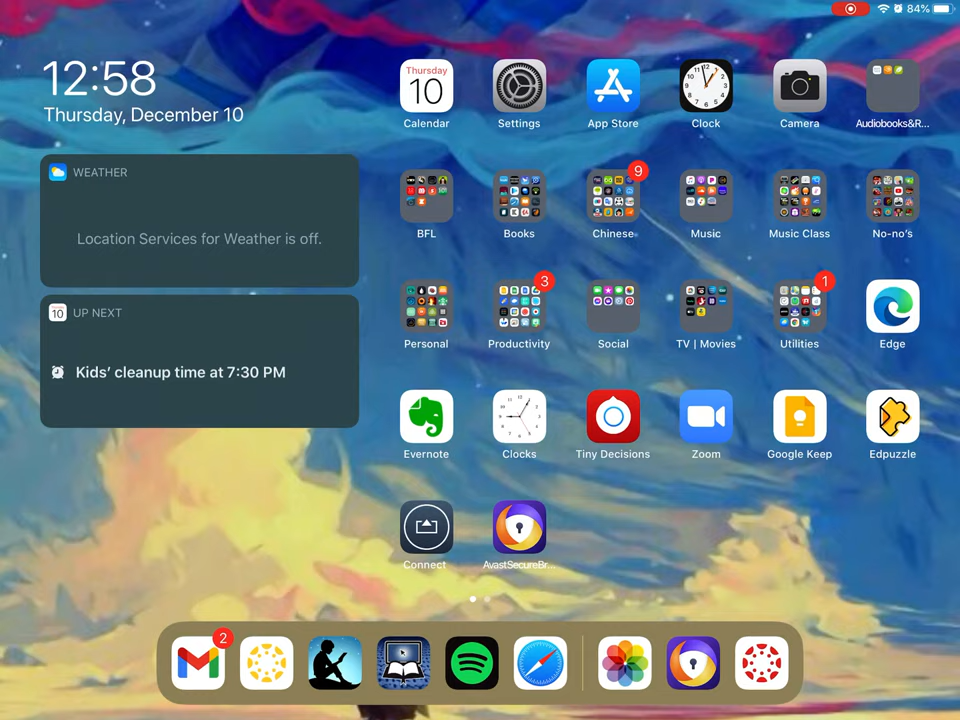 84%
12:58
Thursday, December 10
WEATHER
Location Services for Weather is off.
10 UP NEXT
Kids' cleanup time at 7:30 PM
Thursday
10
Calendar
Settings
App Store
Clock
Camera
Audiobooks&R...
BFL
Books
9
Chinese
Music
Music Class
No-no's
Personal
3
Productivity
Social
TV | Movies
1
Utilities
Edge
Evernote
Clocks
Tiny Decisions
Zoom
Google Keep
Edpuzzle
Connect
AvastSecureBr...
2